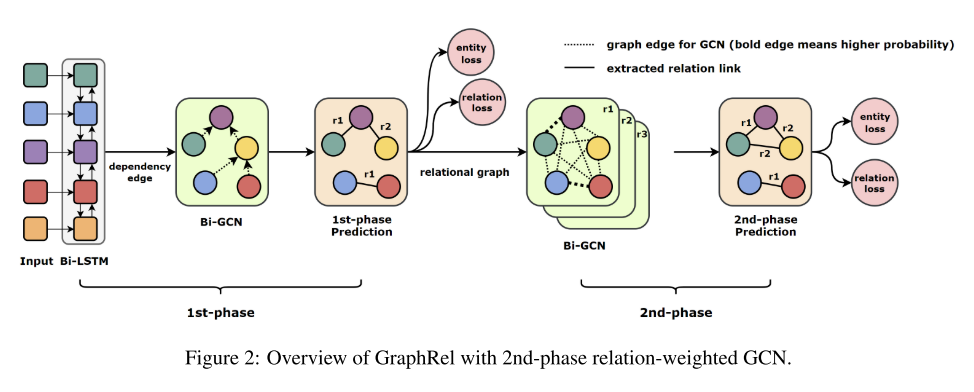 graph edge for GCN (bold edge means higher probability)
extracted relation link
entity
loss
relation
loss
Input
Bi-LSTM
dependency
edge
Bi-GCN
r1
r2
r1
1st-phase
Prediction
relational graph
r1
r2
r3
Bi-GCN
r1
r2
r2
r1
2nd-phase
Prediction
entity
loss
relation
loss
1st-phase
2nd-phase
Figure 2: Overview of GraphRel with 2nd-phase relation-weighted GCN.